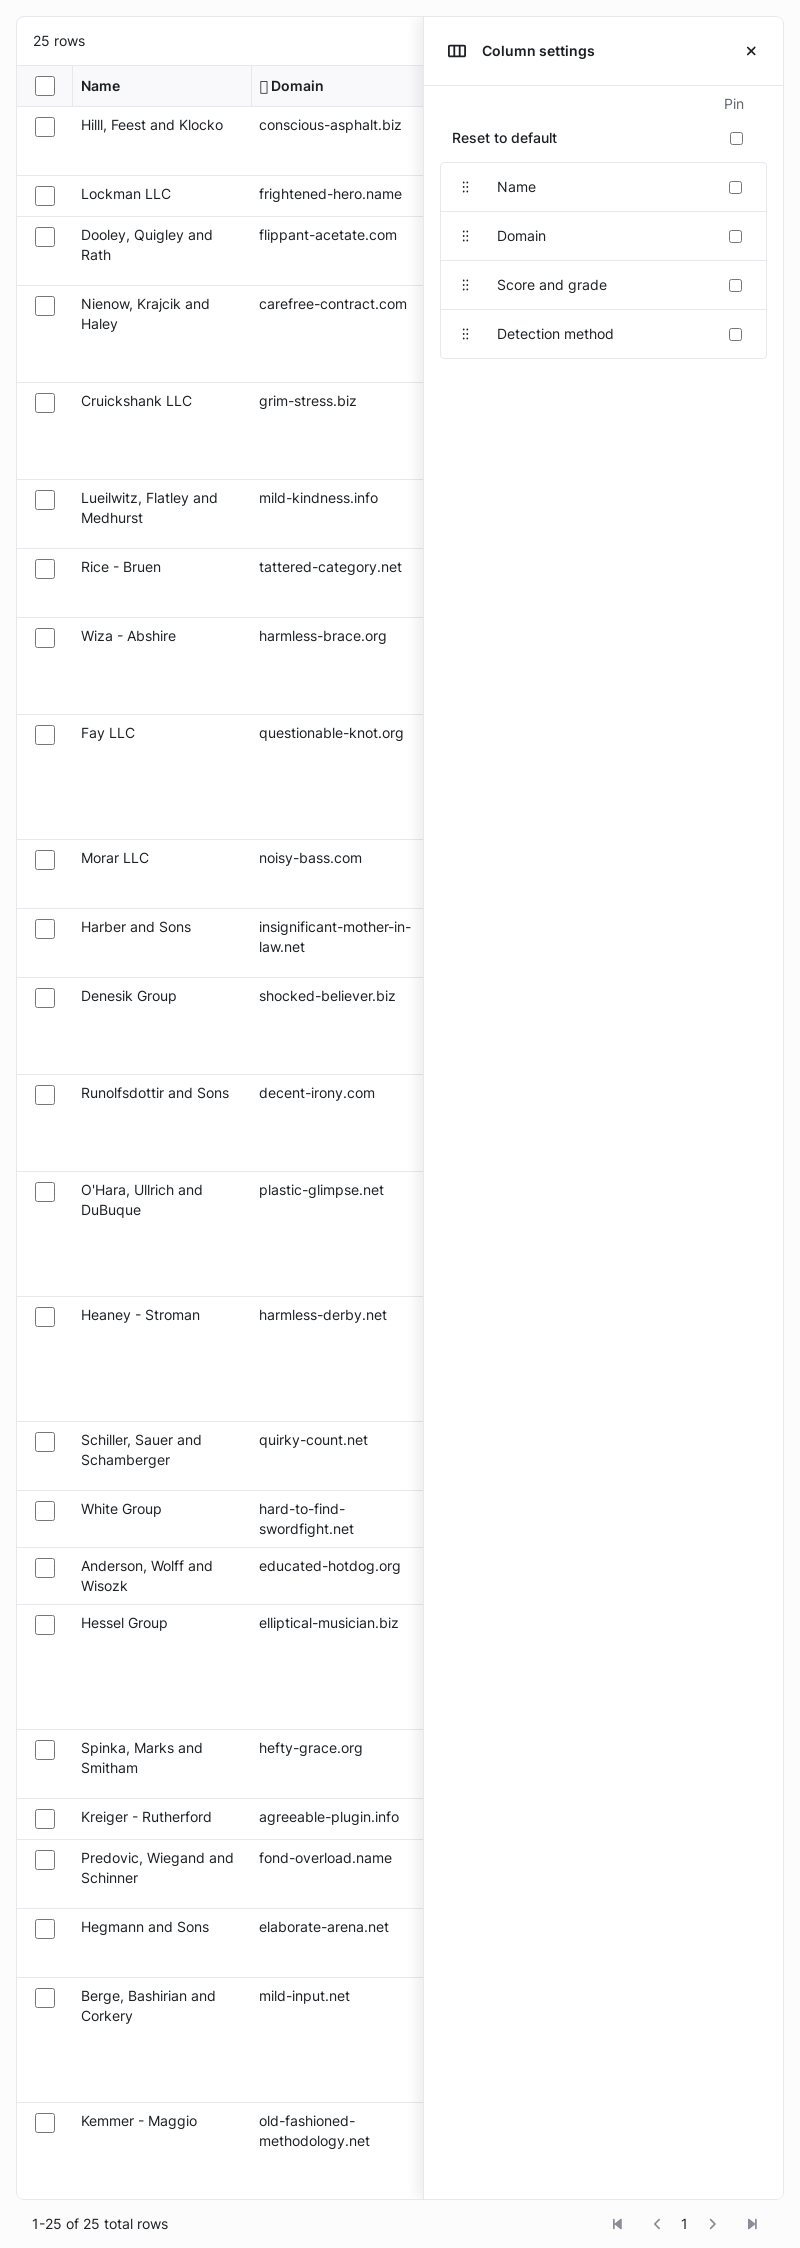 25 rows
Column settings
Name
Domain
Pin
Reset to default
Name
Domain
Score and grade
Detection method
Hilll, Feest and Klocko
conscious-asphalt.biz
Lockman LLC
frightened-hero.name
Dooley, Quigley and
Rath
flippant-acetate.com
Nienow, Krajcik and
Haley
carefree-contract.com
Cruickshank LLC
grim-stress.biz
Lueilwitz, Flatley and
Medhurst
mild-kindness.info
Rice - Bruen
tattered-category.net
Wiza - Abshire
harmless-brace.org
Fay LLC
questionable-knot.org
Morar LLC
noisy-bass.com
Harber and Sons
insignificant-mother-in-
law.net
Denesik Group
shocked-believer.biz
Runolfsdottir and Sons
decent-irony.com
O'Hara, Ullrich and
DuBuque
plastic-glimpse.net
Heaney - Stroman
harmless-derby.net
Schiller, Sauer and
Schamberger
quirky-count.net
White Group
hard-to-find-
swordfight.net
Anderson, Wolff and
Wisozk
educated-hotdog.org
Hessel Group
elliptical-musician.biz
Spinka, Marks and
Smitham
hefty-grace.org
Kreiger - Rutherford
agreeable-plugin.info
Predovic, Wiegand and
Schinner
fond-overload.name
Hegmann and Sons
elaborate-arena.net
Berge, Bashirian and
Corkery
mild-input.net
Kemmer - Maggio
old-fashioned-
methodology.net
1-25 of 25 total rows
1